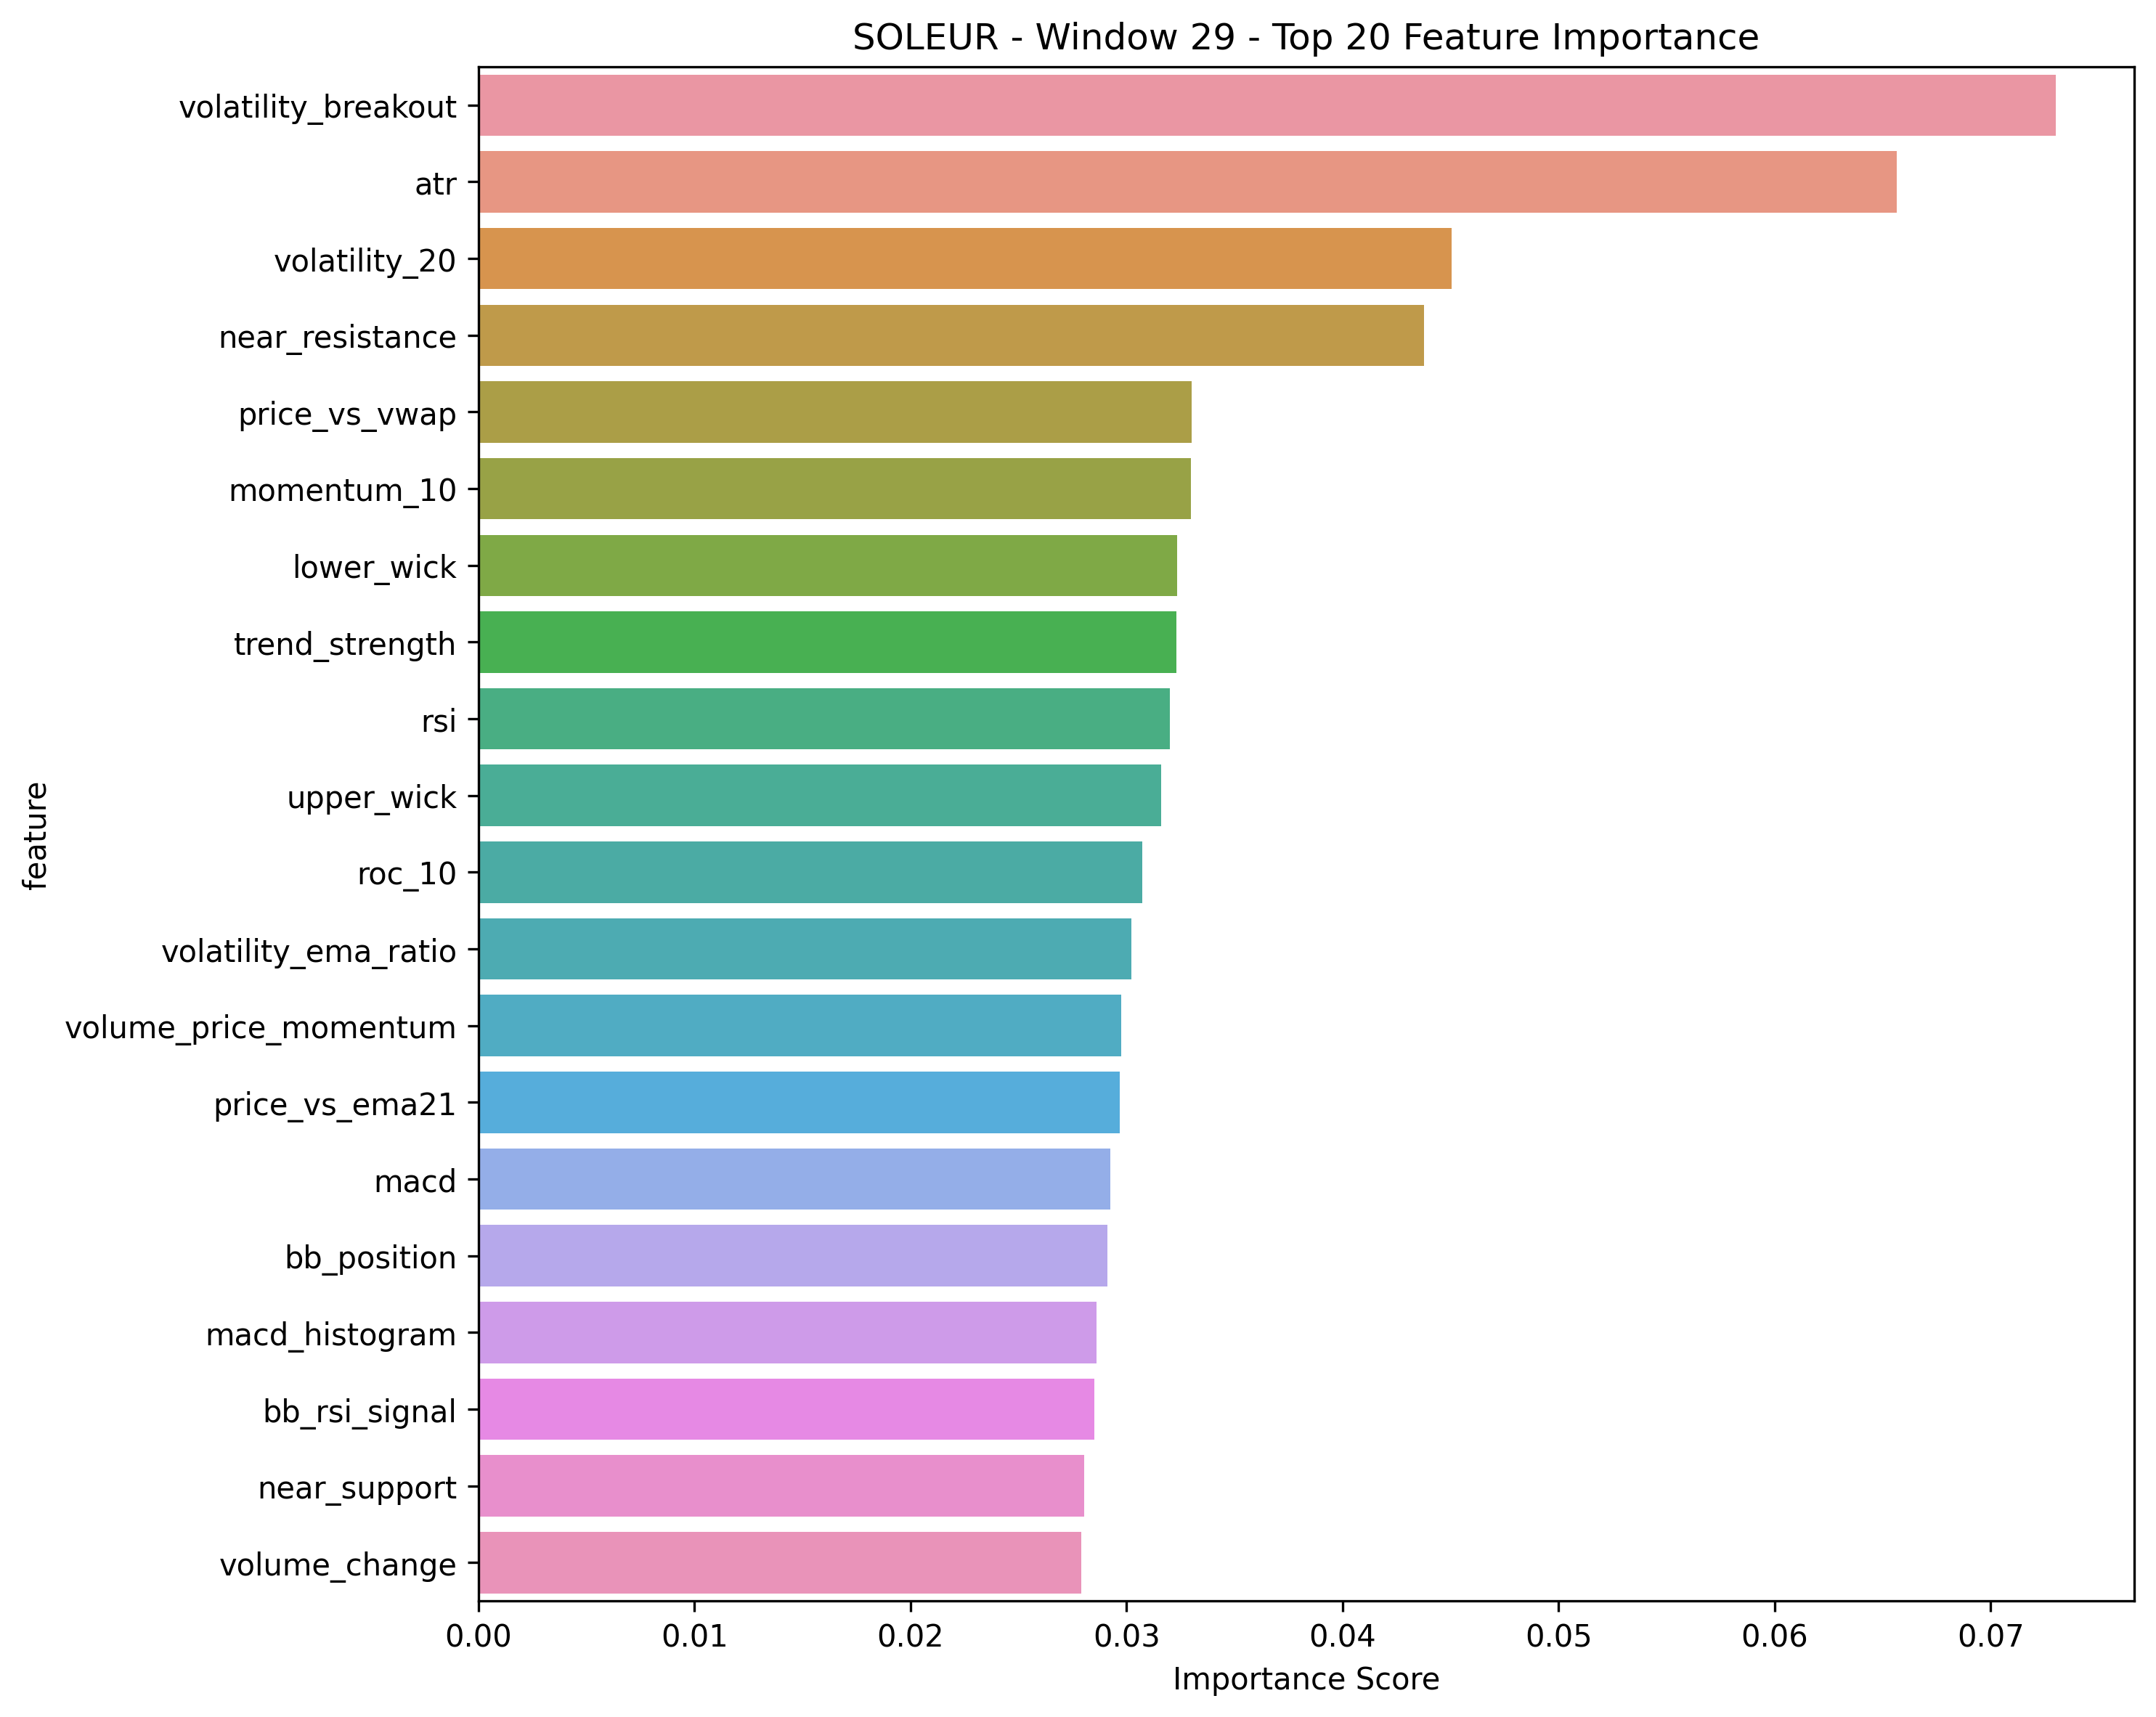 SOLEUR - Window 29 - Top 20 Feature Importance
volatility_breakout
atr
volatility_20
near_resistance
price_vs_vwap
momentum_10
lower_wick
trend_strength
rsi
upper_wick
roc_10
volatility_ema_ratio
volume_price_momentum
price_vs_ema21
macd
bb_position
macd_histogram
bb_rsi_signal
near_support
volume_change
feature
0.00 0.01 0.02 0.03 0.04 0.05 0.06 0.07
Importance Score